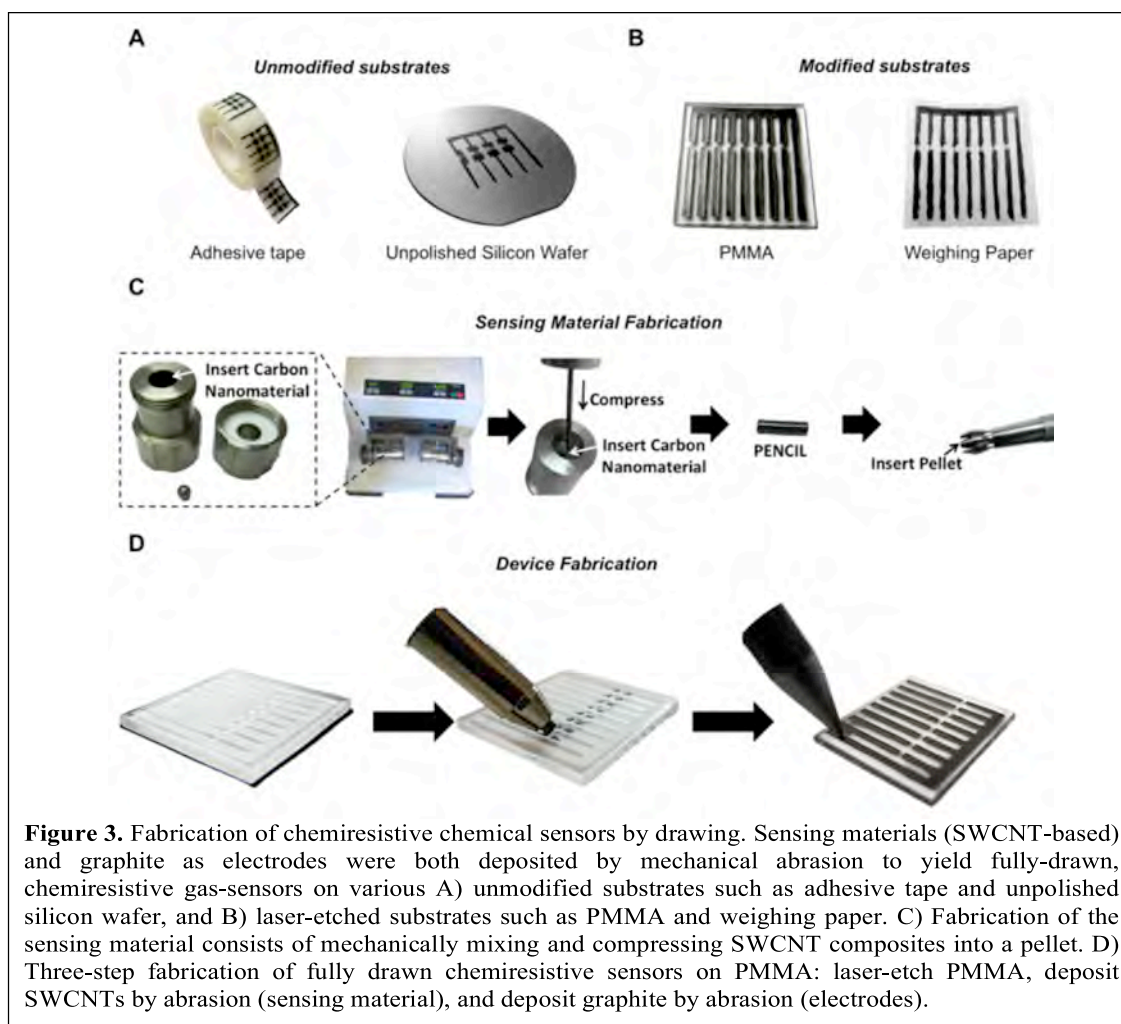 A
B
Unmodified substrates
Modified substrates
Adhesive tape
Unpolished Silicon Wafer
PMMA
Weighing Paper
C
Sensing Material Fabrication
Insert Carbon
Nanomaterial
Compress
Insert Carbon
Nanomaterial
PENCIL
Insert Pellet
D
Device Fabrication
Figure 3. Fabrication of chemiresistive chemical sensors by drawing. Sensing materials (SWCNT-based)
and graphite as electrodes were both deposited by mechanical abrasion to yield fully-drawn,
chemiresistive gas-sensors on various A) unmodified substrates such as adhesive tape and unpolished
silicon wafer, and B) laser-etched substrates such as PMMA and weighing paper. C) Fabrication of the
sensing material consists of mechanically mixing and compressing SWCNT composites into a pellet. D)
Three-step fabrication of fully drawn chemiresistive sensors on PMMA: laser-etch PMMA, deposit
SWCNTs by abrasion (sensing material), and deposit graphite by abrasion (electrodes).